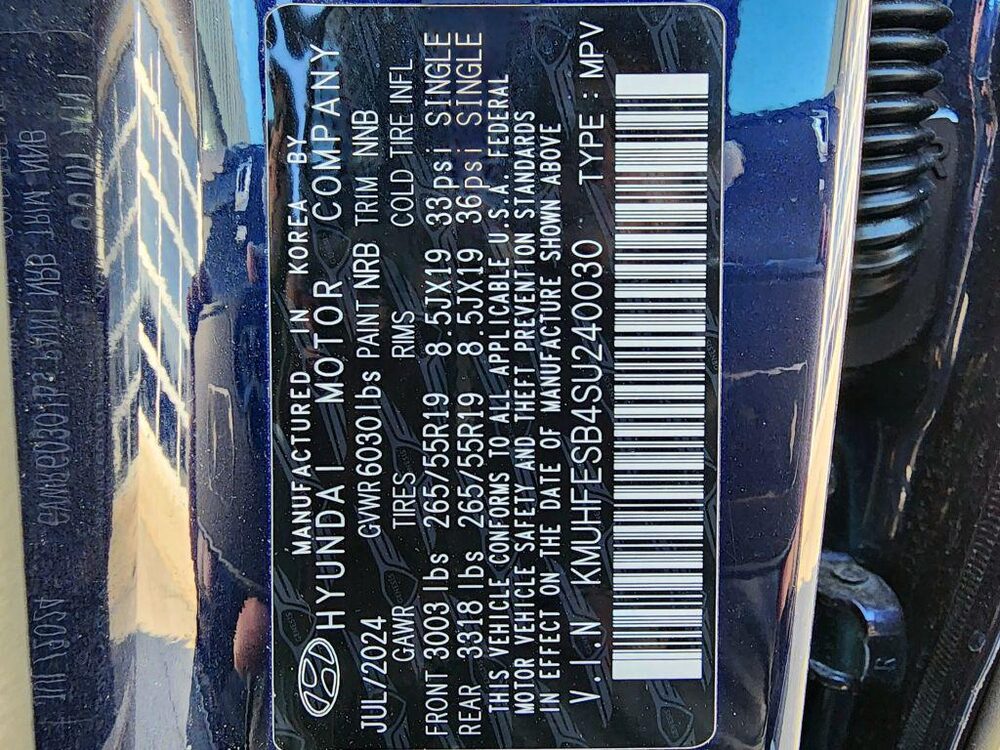 MANUFACTURED IN KOREA BY
HYUNDAI MOTOR COMPANY
JUL/2024 GVWR 6030lbs PAINT NRB TRIM NNB
GAWR TIRES RIMS COLD TIRE INFL
FRONT 3003 lbs 265/55R19 8.5JX19 33psi SINGLE
REAR 3318 lbs 265/55R19 8.5JX19 36psi SINGLE
THIS VEHICLE CONFORMS TO ALL APPLICABLE U.S.A. FEDERAL
MOTOR VEHICLE SAFETY AND THEFT PREVENTION STANDARDS
IN EFFECT ON THE DATE OF MANUFACTURE SHOWN ABOVE
V.I.N KMUHFESB4SU240030 TYPE : MPV